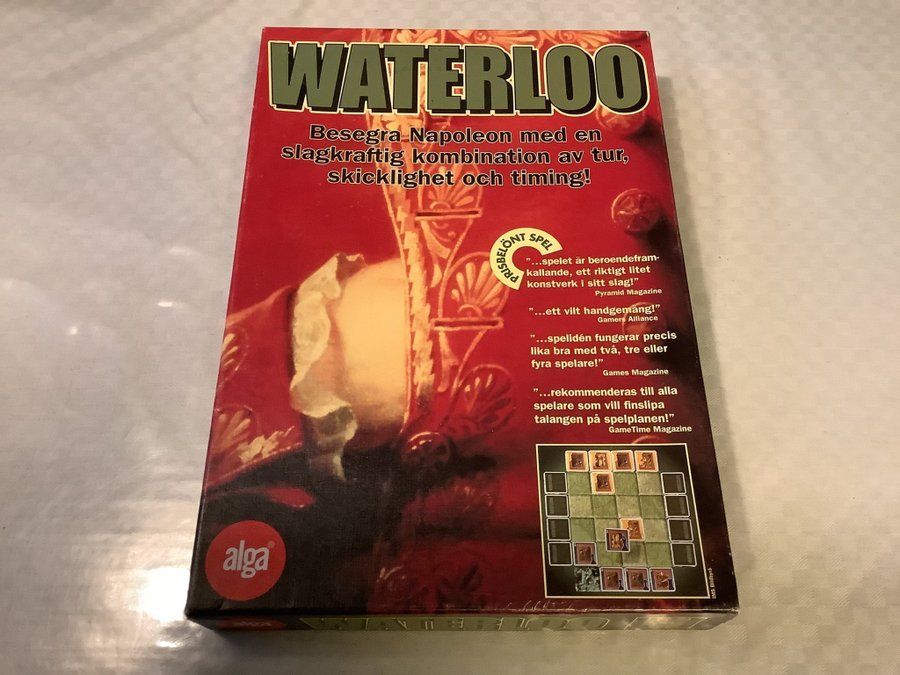 WATERLOO
Besegra Napoleon med en
slagkraftig kombination av tur,
skicklighet och timing!
PRISBELÖNT SPEL
"...spelet är beroendefram-
kallande, ett riktigt litet
konstverk i sitt slag!"
Pyramid Magazine
"...ett vilt handgemäng!"
Gamers Alliance
"...spelidén fungerar precis
lika bra med två, tre eller
fyra spelare!"
Games Magazine
"...rekommenderas till alla
spelare som vill finslipa
talangen på spelplanen!"
GameTime Magazine
alga®
WATERLOO